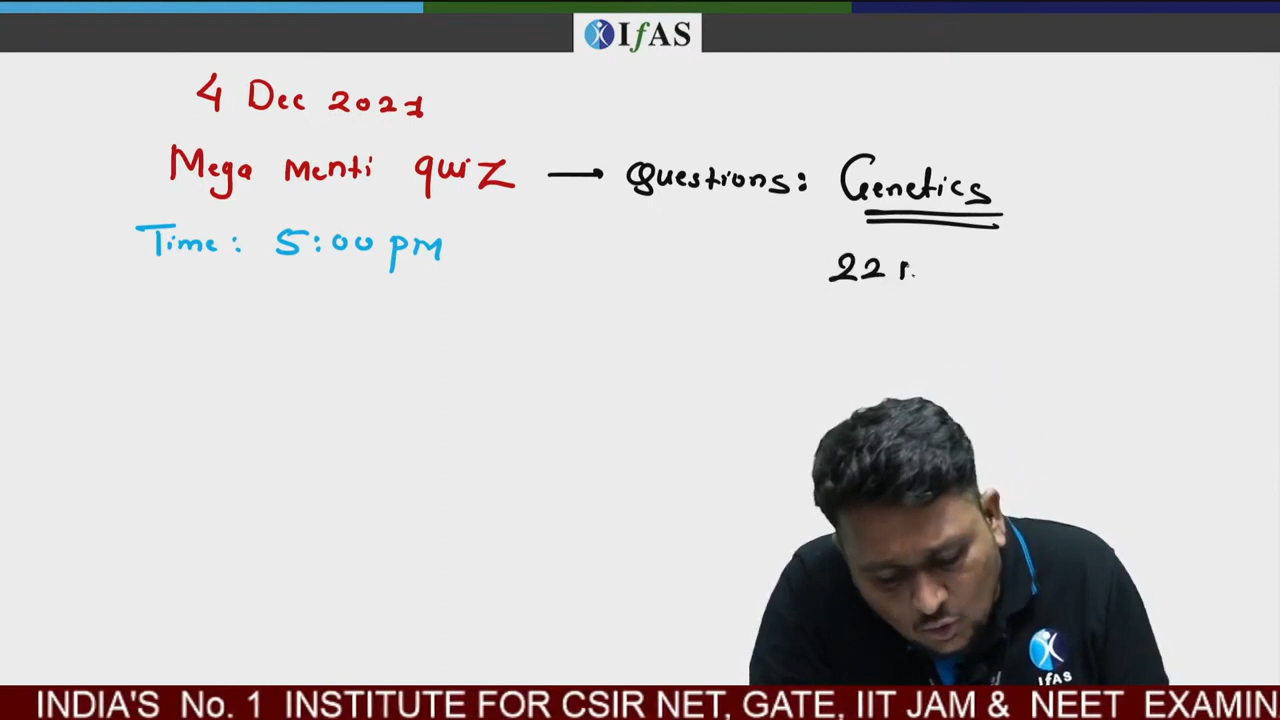 IfAS
4 Dec 2021
Mega Menti quiz → Questions: Genetics
Time: 5:00 pm
22
IfAS
INDIA'S No. 1 INSTITUTE FOR CSIR NET, GATE, IIT JAM & NEET EXAMIN